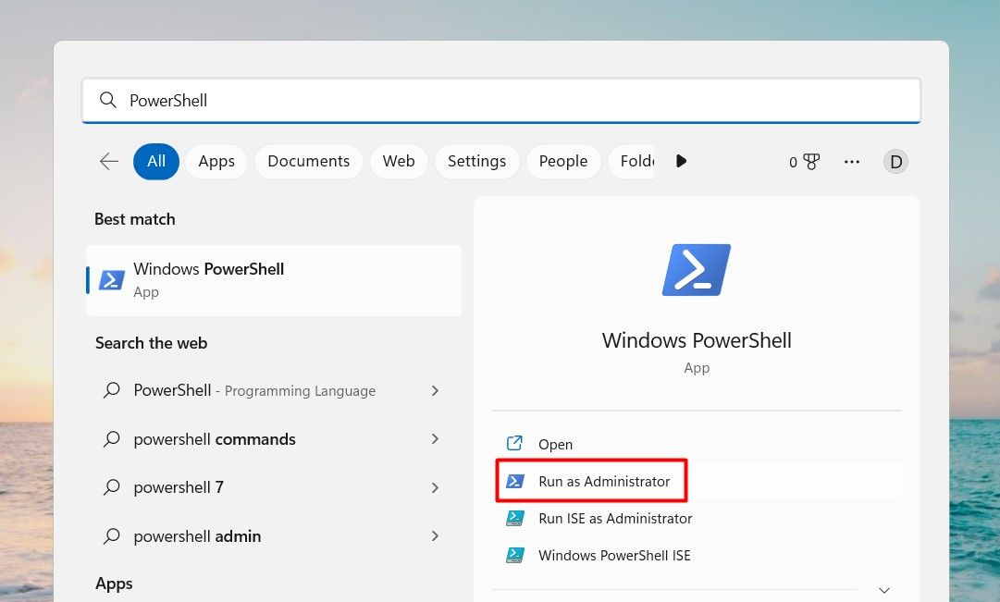 PowerShell
All
Apps
Documents
Web
Settings
People
0
D
Best match
Windows PowerShell
App
Search the web
PowerShell - Programming Language
powershell commands
powershell 7
powershell admin
Apps
Windows PowerShell
App
Open
Run as Administrator
Run ISE as Administrator
Windows PowerShell ISE